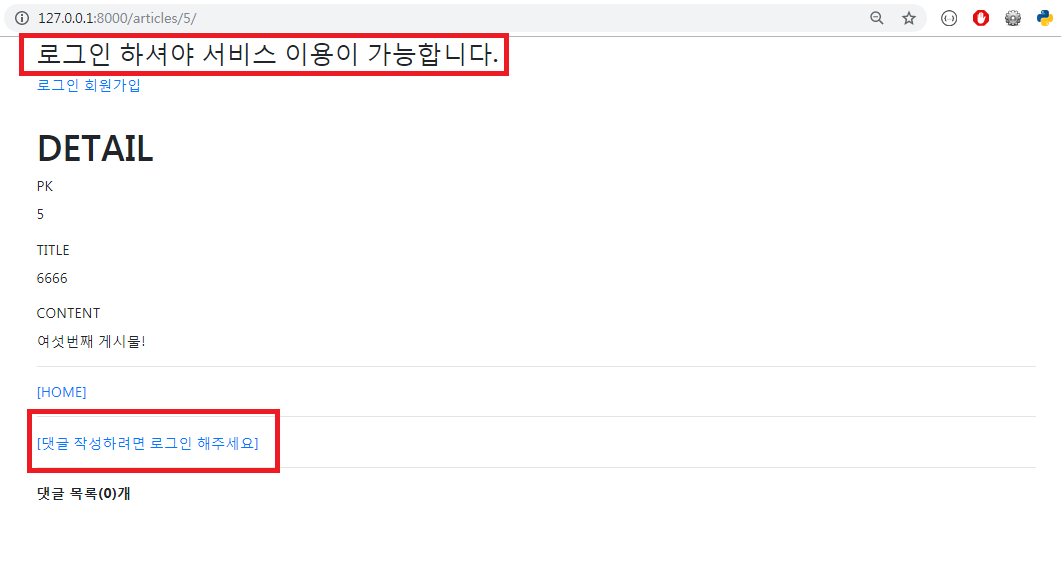 127.0.0.1:8000/articles/5/
로그인 하셔야 서비스 이용이 가능합니다.
로그인 회원가입
DETAIL
PK
5
TITLE
6666
CONTENT
여섯번째 게시물!
[HOME]
[댓글 작성하려면 로그인 해주세요]
댓글 목록(0)개